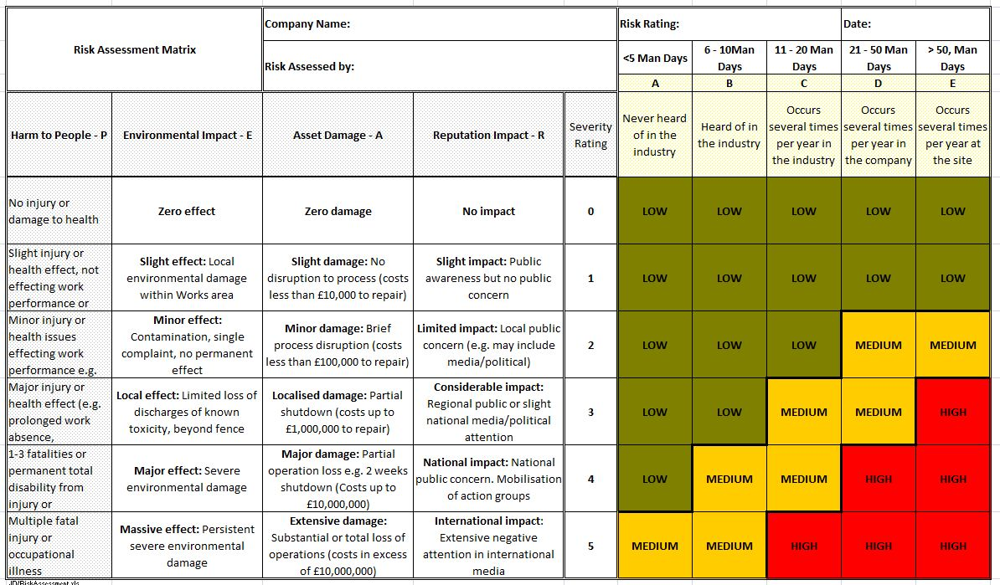 Risk Assessment Matrix
Company Name:
Risk Assessed by:
Risk Rating:
Date:
<5 Man Days
6 - 10Man
Days
11 - 20 Man
Days
21 - 50 Man
Days
> 50, Man
Days
A
B
C
D
E
Harm to People - P
Environmental Impact - E
Asset Damage - A
Reputation Impact - R
Severity
Rating
Never heard
of in the
industry
Heard of in
the industry
Occurs
several times
per year in
the industry
Occurs
several times
per year in
the company
Occurs
several times
per year at
the site
No injury or
damage to health
Zero effect
Zero damage
No impact
0
LOW
LOW
LOW
LOW
LOW
Slight injury or
health effect, not
effecting work
performance or
Slight effect: Local
environmental damage
within Works area
Slight damage: No
disruption to process (costs
less than £10,000 to repair)
Slight impact: Public
awareness but no public
concern
1
LOW
LOW
LOW
LOW
LOW
Minor injury or
health issues
effecting work
performance e.g.
Minor effect:
Contamination, single
complaint, no permanent
effect
Minor damage: Brief
process disruption (costs
less than £100,000 to repair)
Limited impact: Local public
concern (e.g. may include
media/political)
2
LOW
LOW
LOW
MEDIUM
MEDIUM
Major injury or
health effect (e.g.
prolonged work
absence,
Local effect: Limited loss of
discharges of known
toxicity, beyond fence
Localised damage: Partial
shutdown (costs up to
£1,000,000 to repair)
Considerable impact:
Regional public or slight
national media/political
attention
3
LOW
LOW
MEDIUM
MEDIUM
HIGH
1-3 fatalities or
permanent total
disability from
injury or
Major effect: Severe
environmental damage
Major damage: Partial
operation loss e.g. 2 weeks
shutdown (Costs up to
£10,000,000)
National impact: National
public concern. Mobilisation
of action groups
4
LOW
MEDIUM
MEDIUM
HIGH
HIGH
Multiple fatal
injury or
occupational
illness
Massive effect: Persistent
severe environmental
damage
Extensive damage:
Substantial or total loss of
operations (costs in excess
of £10,000,000)
International impact:
Extensive negative
attention in international
media
5
MEDIUM
MEDIUM
HIGH
HIGH
HIGH